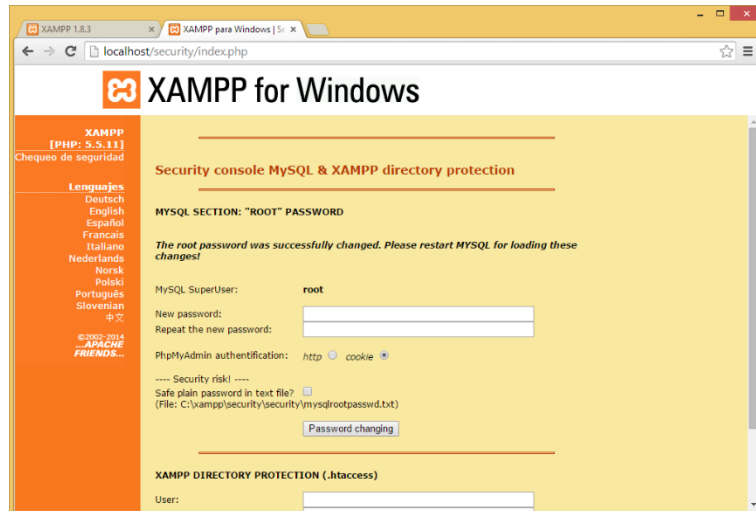 XAMPP 1.8.3
XAMPP para Windows | Se
localhost/security/index.php
XAMPP for Windows
XAMPP
[PHP: 5.5.11]
Chequeo de seguridad
Lenguajes
Deutsch
English
Español
Francais
Italiano
Nederlands
Norsk
Polski
Português
Slovenian
中文
©2002-2014
...APACHE
FRIENDS...
Security console MySQL & XAMPP directory protection
MYSQL SECTION: "ROOT" PASSWORD
The root password was successfully changed. Please restart MYSQL for loading these
changes!
MySQL SuperUser: root
New password:
Repeat the new password:
PhpMyAdmin authentification: http cookie
---- Security risk! ----
Safe plain password in text file?
(File: C:\xampp\security\security\mysqlrootpasswd.txt)
Password changing
XAMPP DIRECTORY PROTECTION (.htaccess)
User: